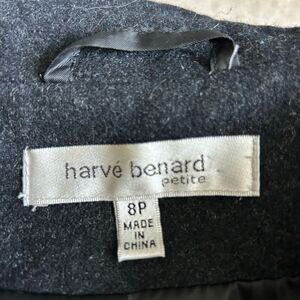 harvé benard
petite
8P
MADE
IN
CHINA